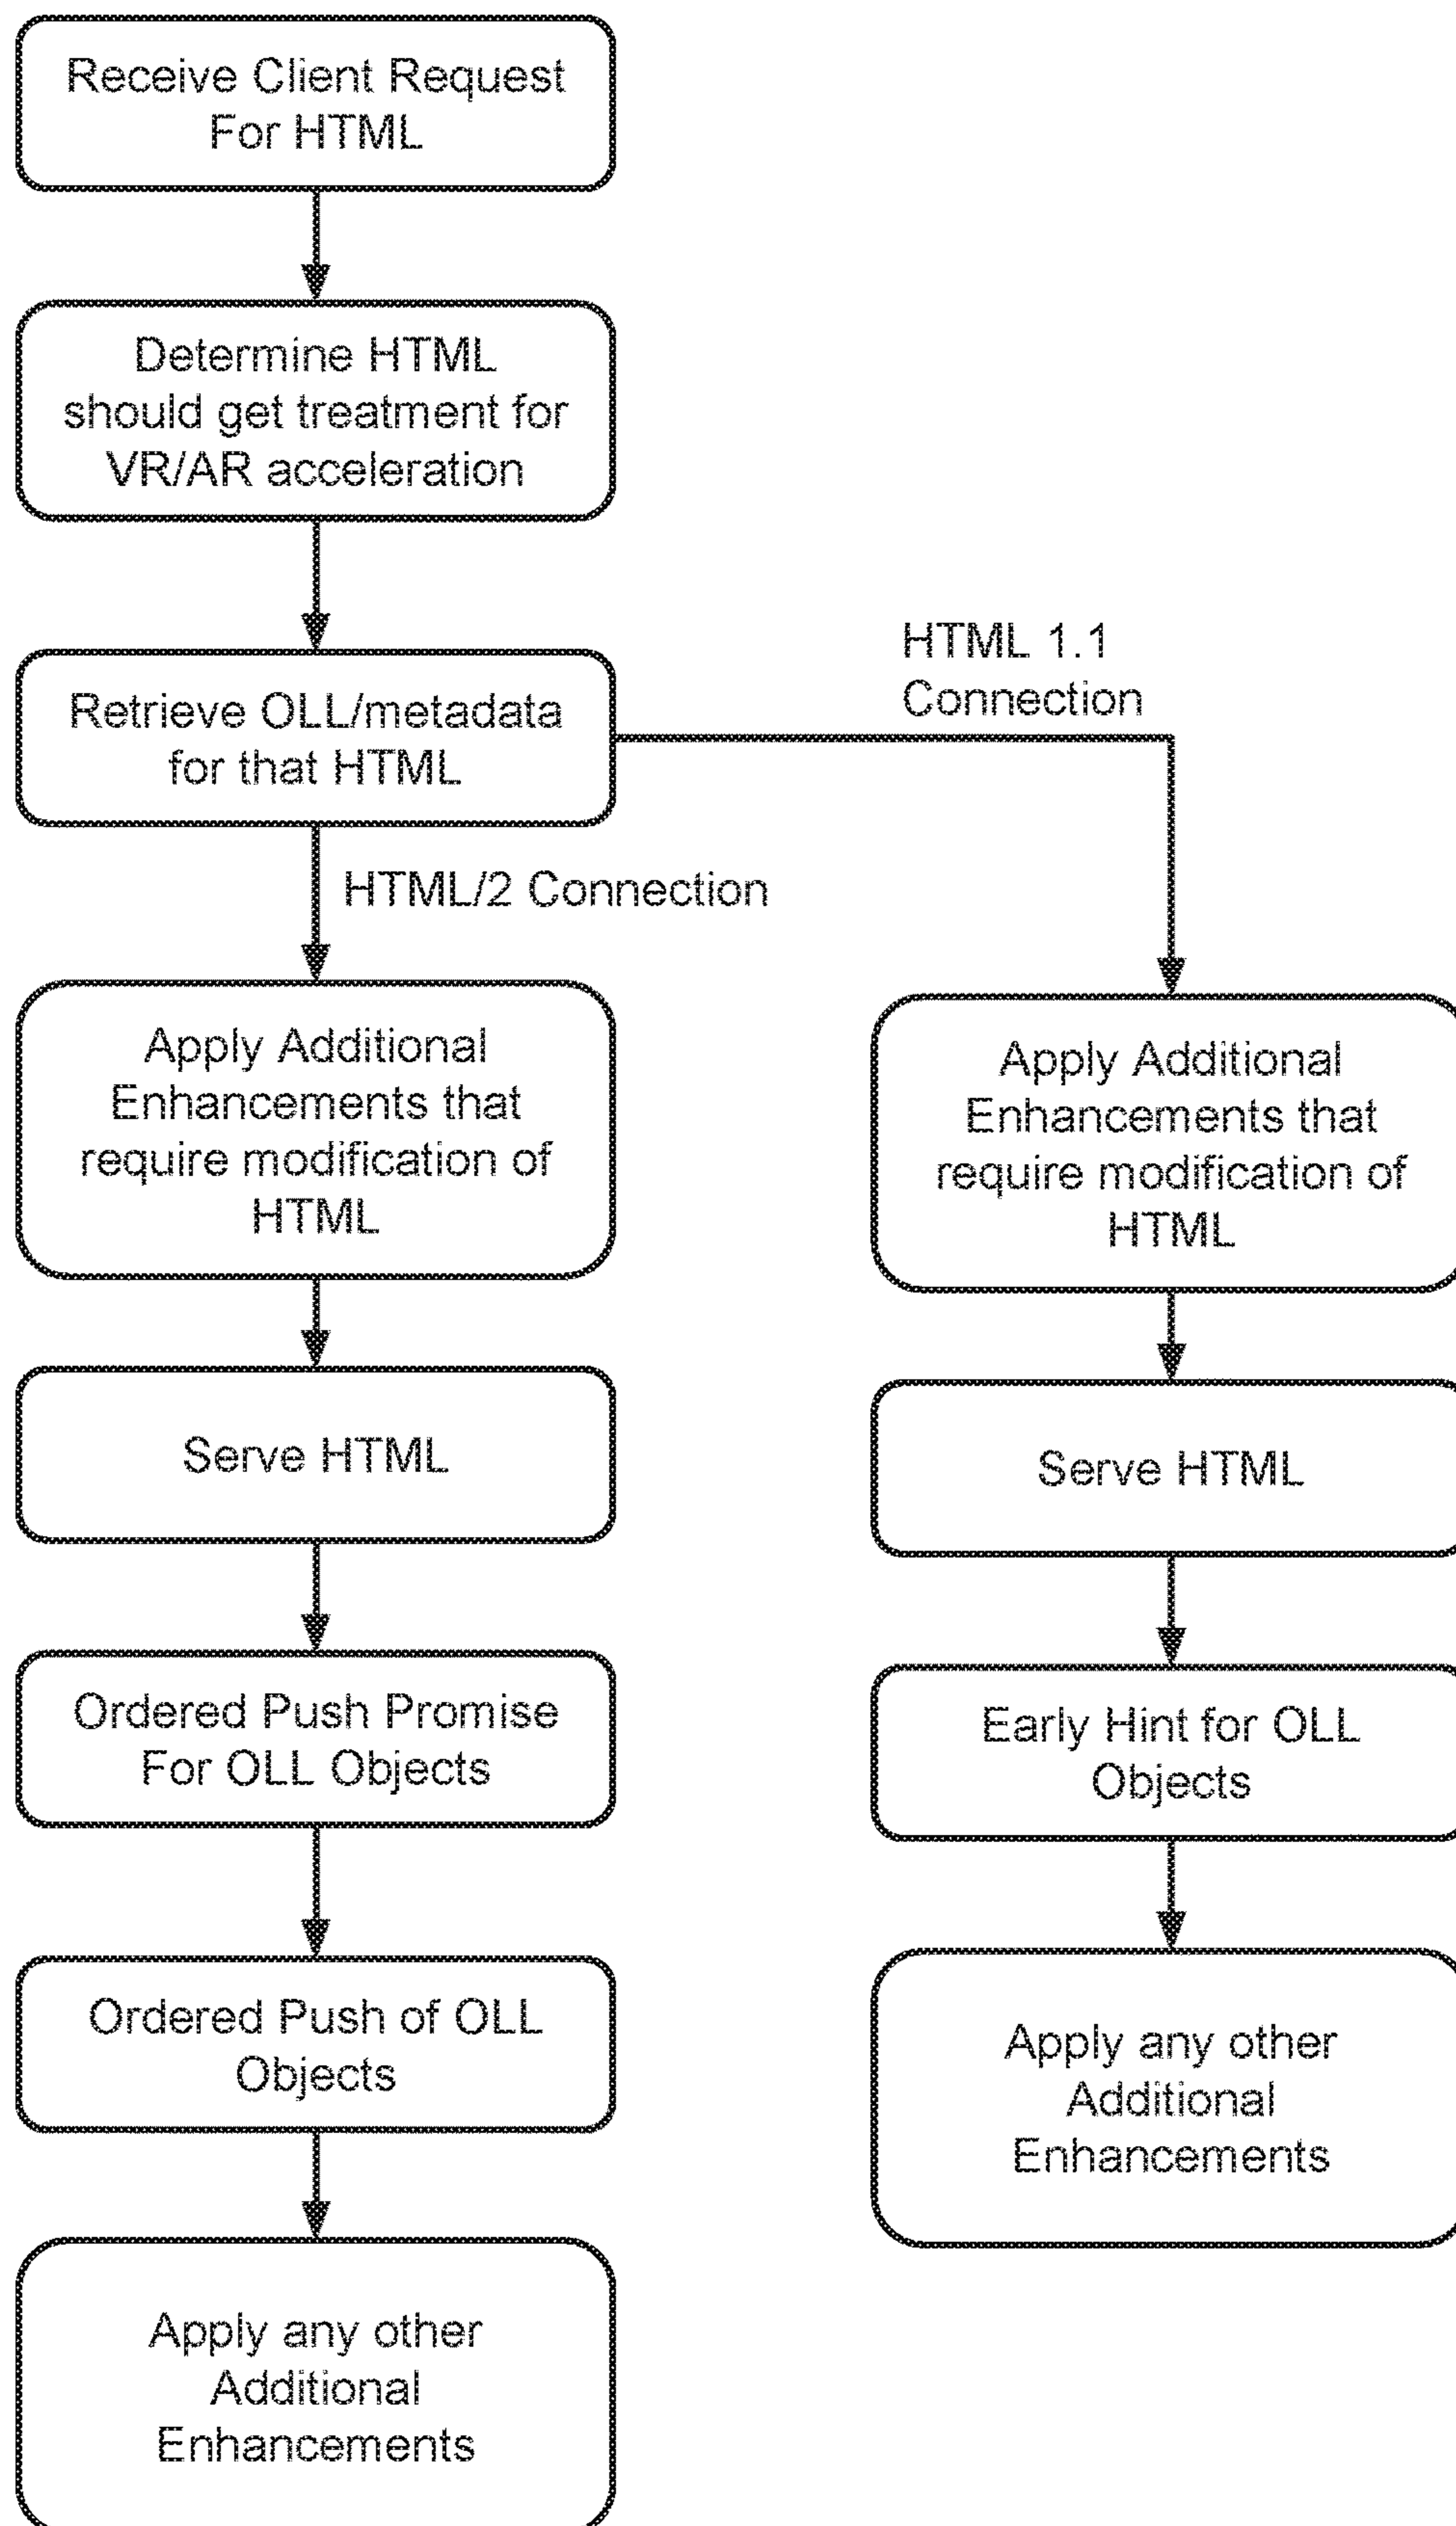 Receive Client Request
For HTML
Determine HTML
should get treatment for
VR/AR acceleration
Retrieve OLL/metadata
for that HTML
HTML 1.1
Connection
HTML/2 Connection
Apply Additional
Enhancements that
require modification of
HTML
Serve HTML
Ordered Push Promise
For OLL Objects
Ordered Push of OLL
Objects
Apply any other
Additional
Enhancements
Apply Additional
Enhancements that
require modification of
HTML
Serve HTML
Early Hint for OLL
Objects
Apply any other
Additional
Enhancements